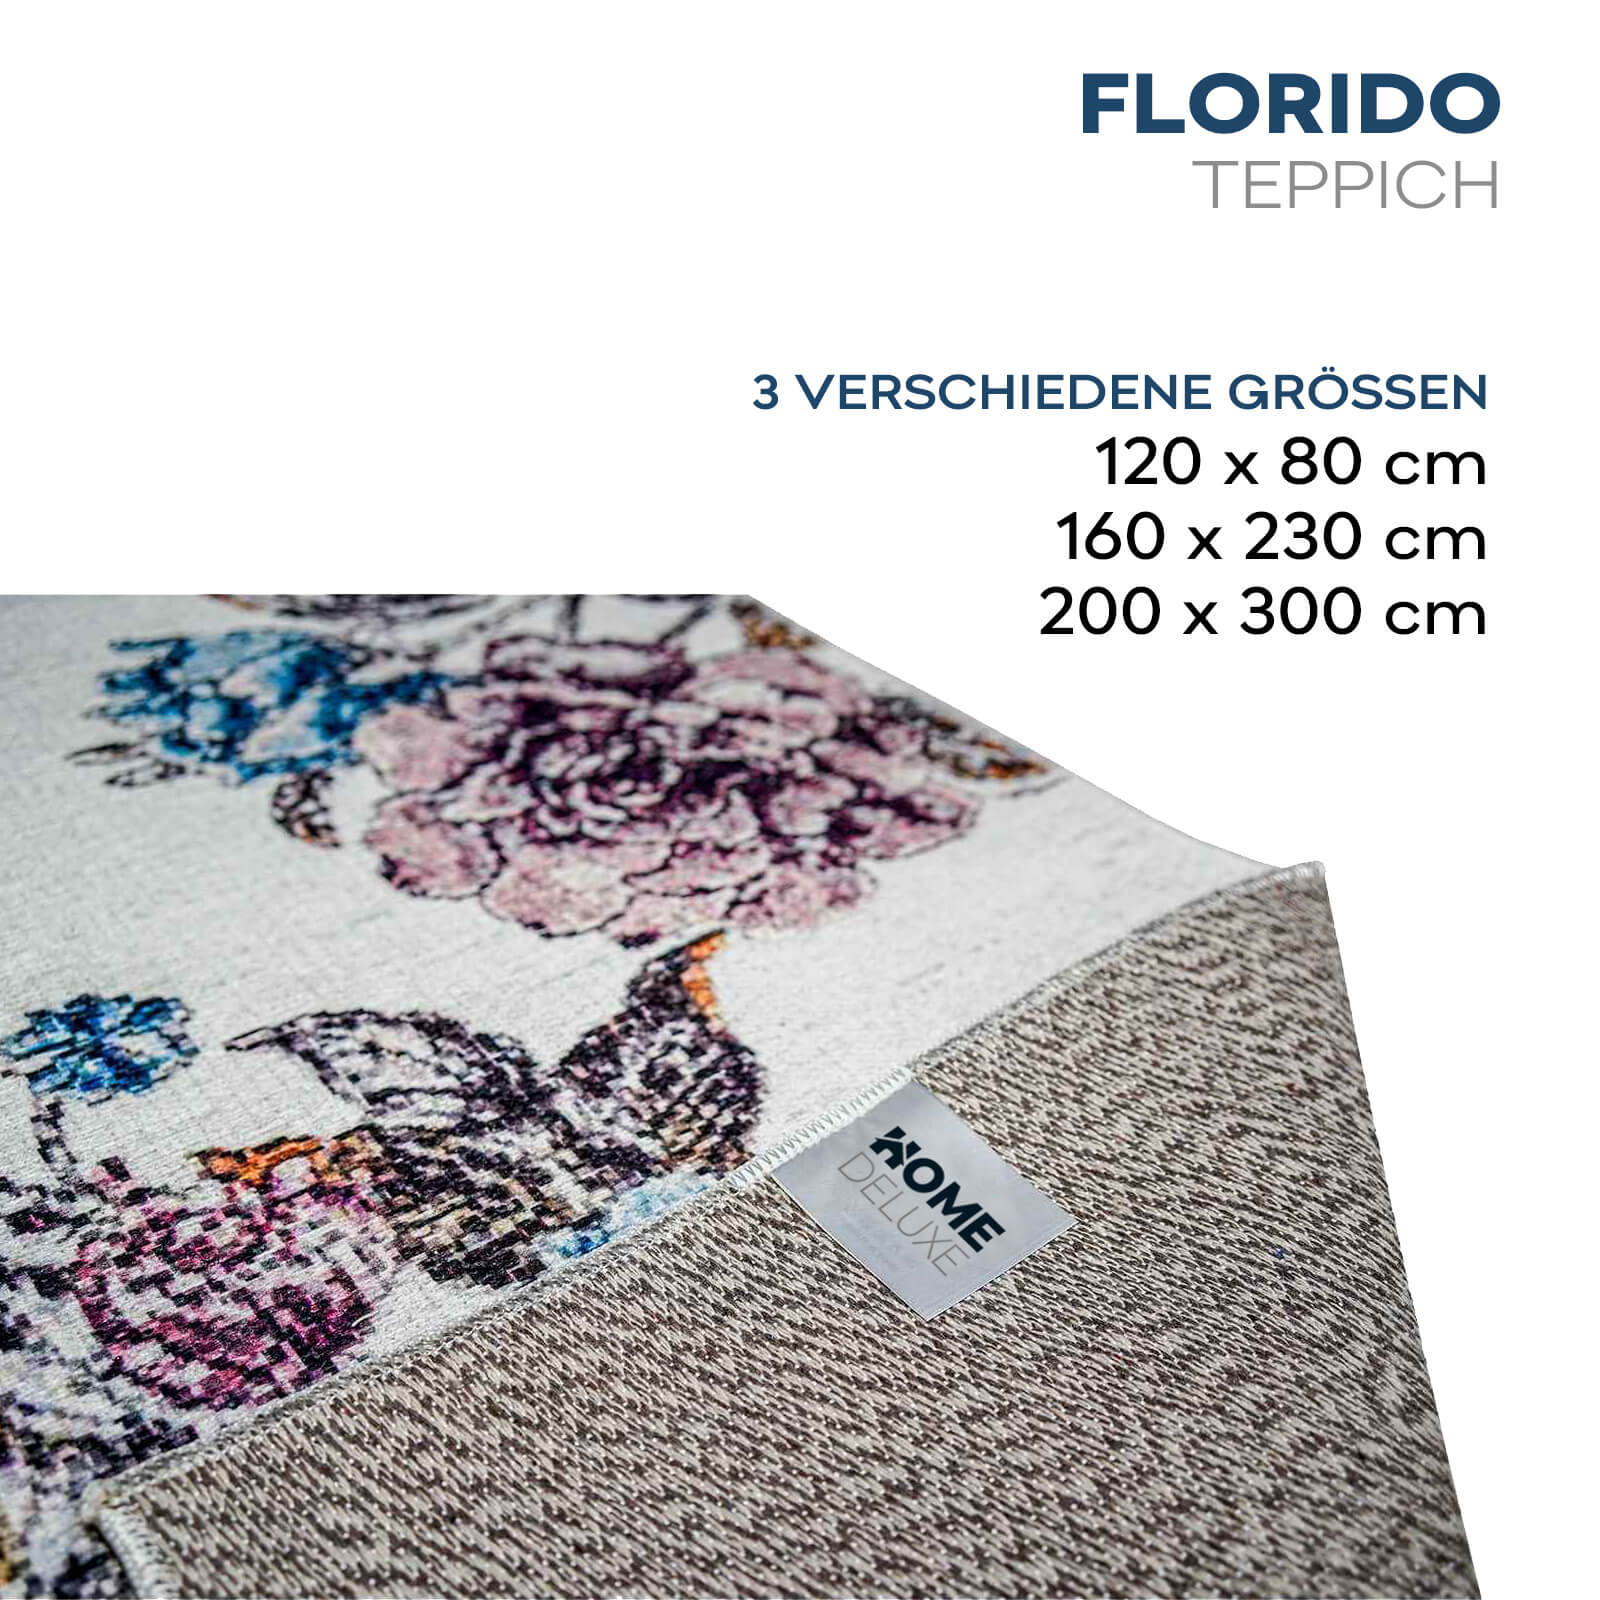 FLORIDO
TEPPICH
3 VERSCHIEDENE GRÖSSEN
120 x 80 cm
160 x 230 cm
200 x 300 cm
HOME
DELUXE